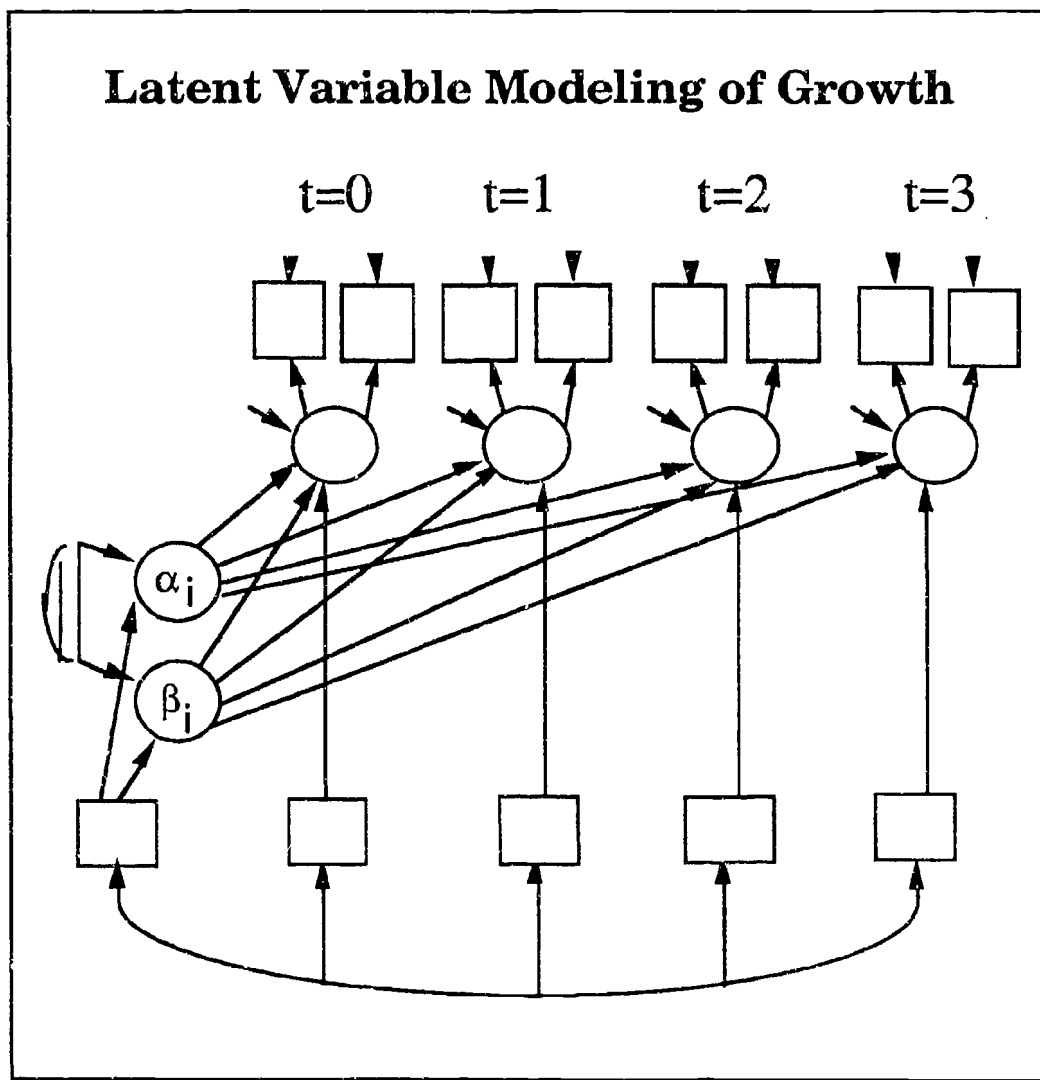 Latent Variable Modeling of Growth
t=0 t=1 t=2 t=3
αi
βi